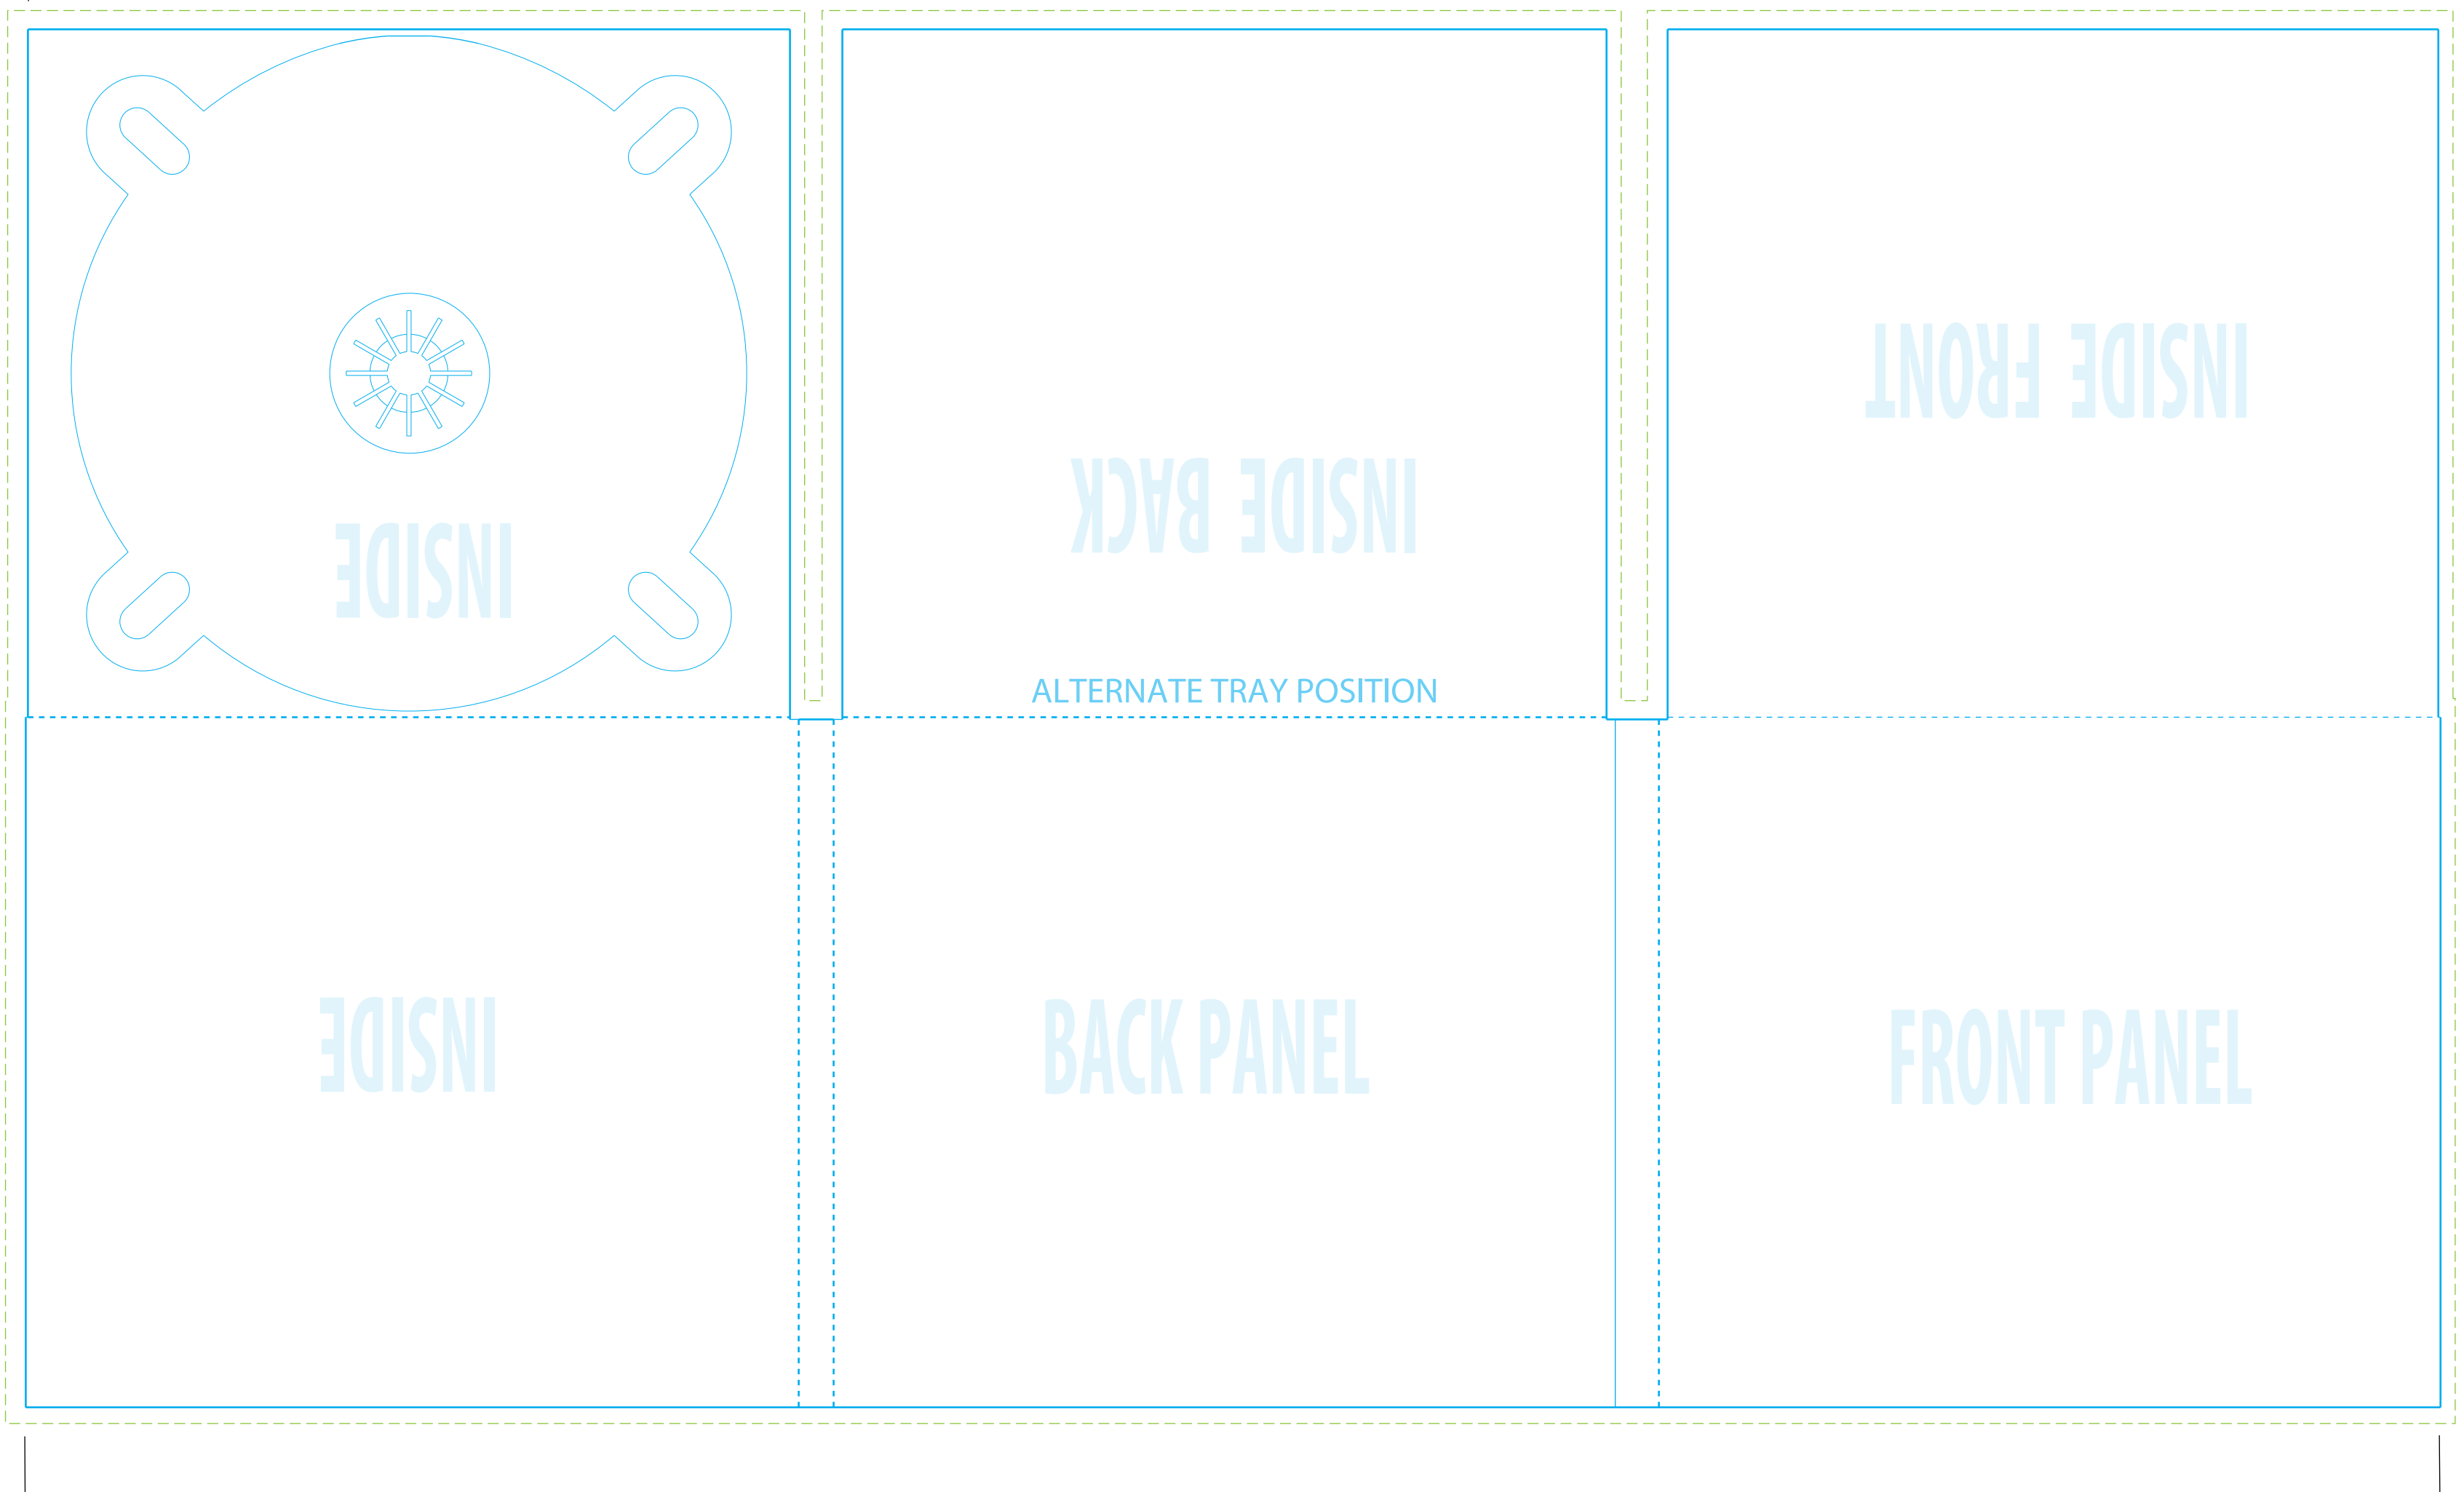 INSIDE FRONT
INSIDE BACK
INSIDE
ALTERNATE TRAY POSITION
INSIDE
BACK PANEL
FRONT PANEL